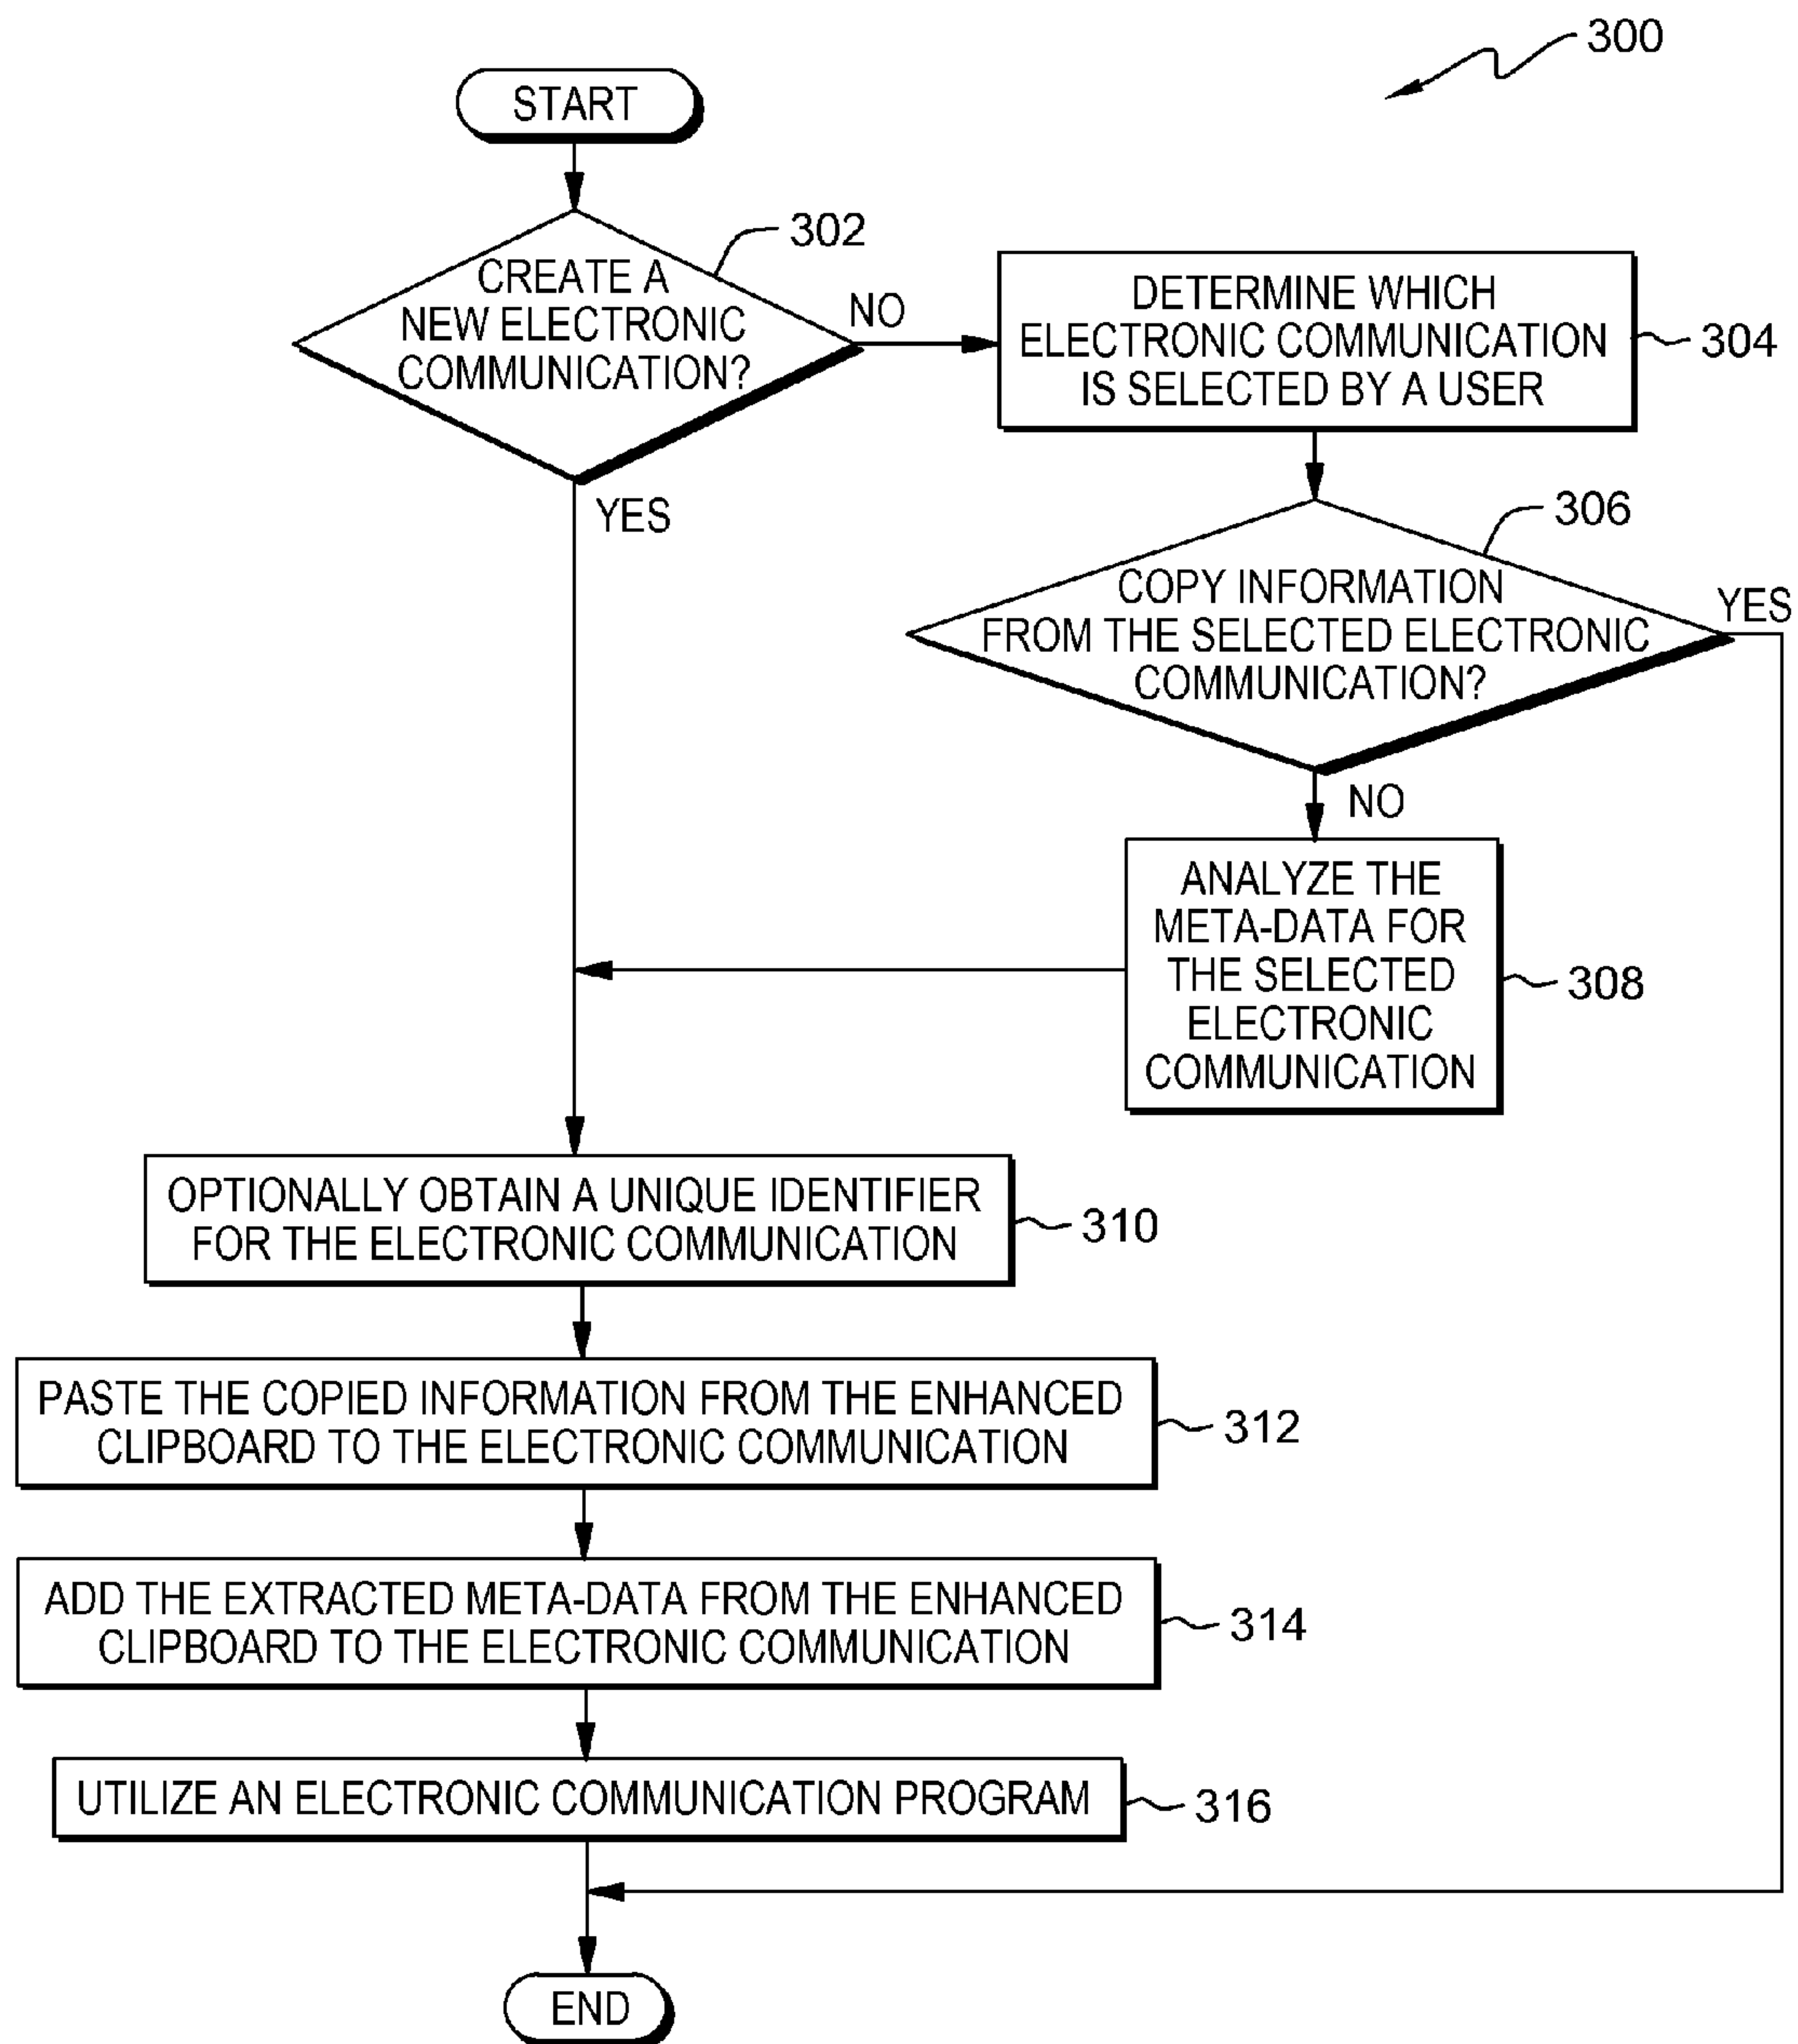 300
START
302
CREATE A
NEW ELECTRONIC
COMMUNICATION?
NO
YES
DETERMINE WHICH
ELECTRONIC COMMUNICATION
IS SELECTED BY A USER
304
306
COPY INFORMATION
FROM THE SELECTED ELECTRONIC
COMMUNICATION?
YES
NO
ANALYZE THE
META-DATA FOR
THE SELECTED
ELECTRONIC
COMMUNICATION
308
OPTIONALLY OBTAIN A UNIQUE IDENTIFIER
FOR THE ELECTRONIC COMMUNICATION
310
PASTE THE COPIED INFORMATION FROM THE ENHANCED
CLIPBOARD TO THE ELECTRONIC COMMUNICATION
312
ADD THE EXTRACTED META-DATA FROM THE ENHANCED
CLIPBOARD TO THE ELECTRONIC COMMUNICATION
314
UTILIZE AN ELECTRONIC COMMUNICATION PROGRAM
316
END